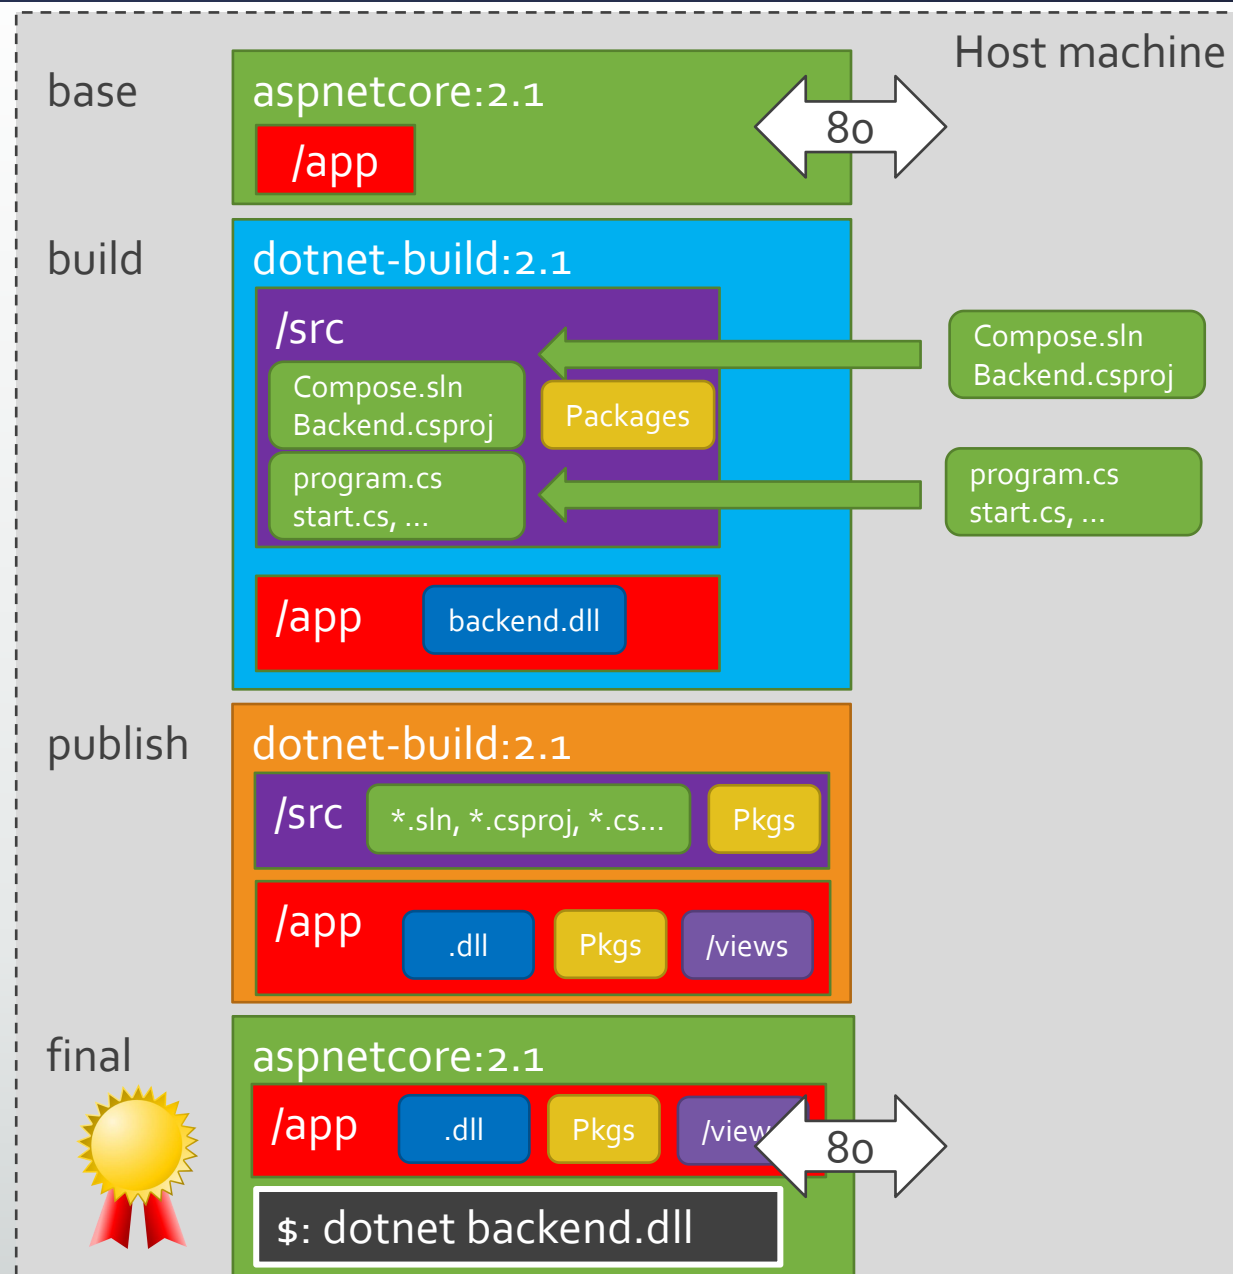 Host machine
base
aspnetcore:2.1
/app
80
build
dotnet-build:2.1
/src
Compose.sln
Backend.csproj
Packages
program.cs
start.cs, ...
Compose.sln
Backend.csproj
program.cs
start.cs, ...
/app
backend.dll
publish
dotnet-build:2.1
/src
*.sln, *.csproj, *.cs...
Pkgs
/app
.dll
Pkgs
/views
final
aspnetcore:2.1
/app
.dll
Pkgs
/view
80
$: dotnet backend.dll